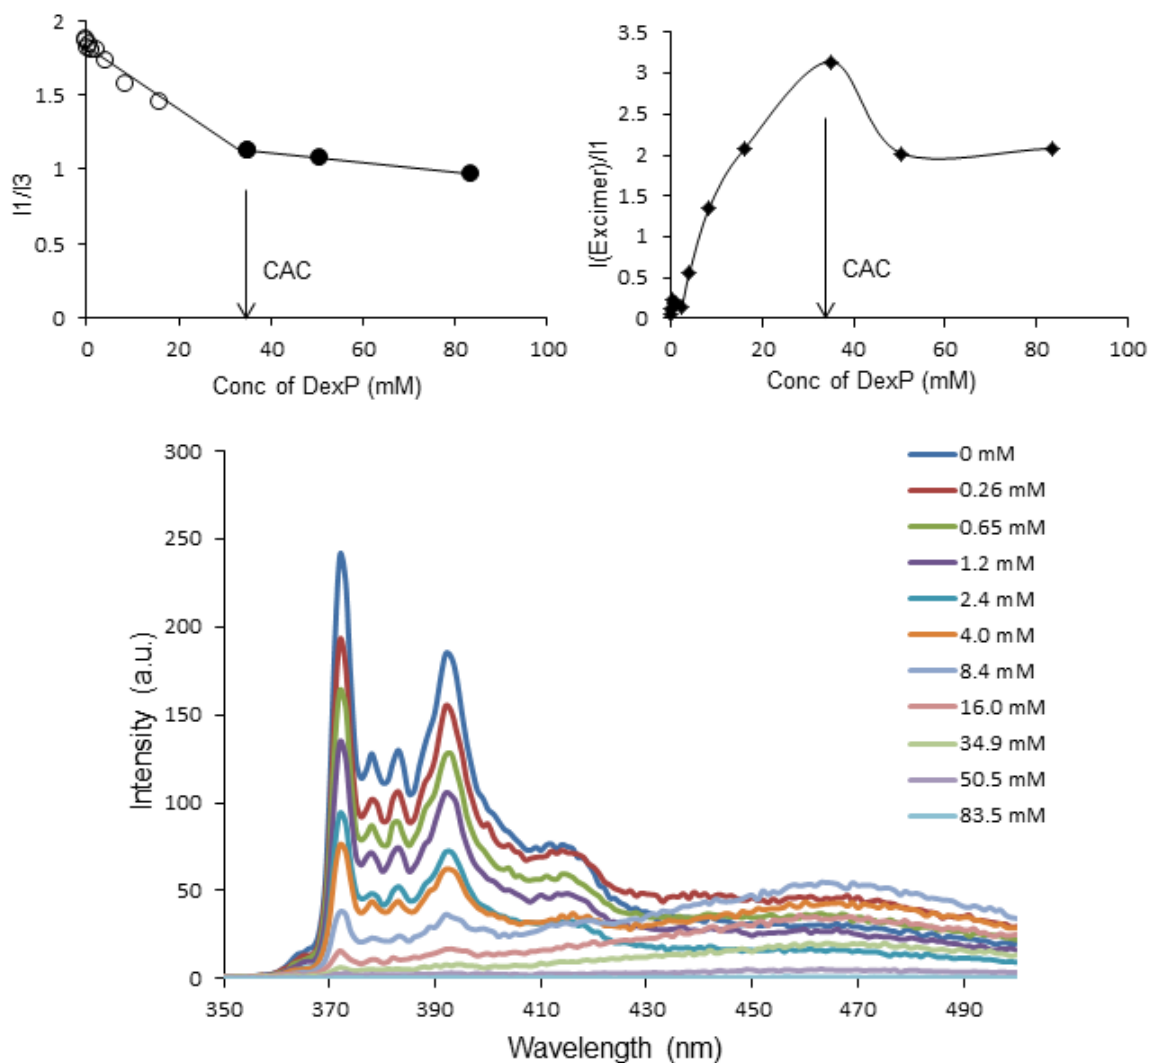 2
1.5
1
0.5
0
I1/I3
CAC
0 20 40 60 80 100
Conc of DexP (mM)
3.5
3
2.5
2
1.5
1
0.5
0
I(Excimer)/I1
CAC
0 20 40 60 80 100
Conc of DexP (mM)
300
250
200
150
100
50
0
Intensity (a.u.)
350 370 390 410 430 450 470 490
Wavelength (nm)
0 mM
0.26 mM
0.65 mM
1.2 mM
2.4 mM
4.0 mM
8.4 mM
16.0 mM
34.9 mM
50.5 mM
83.5 mM